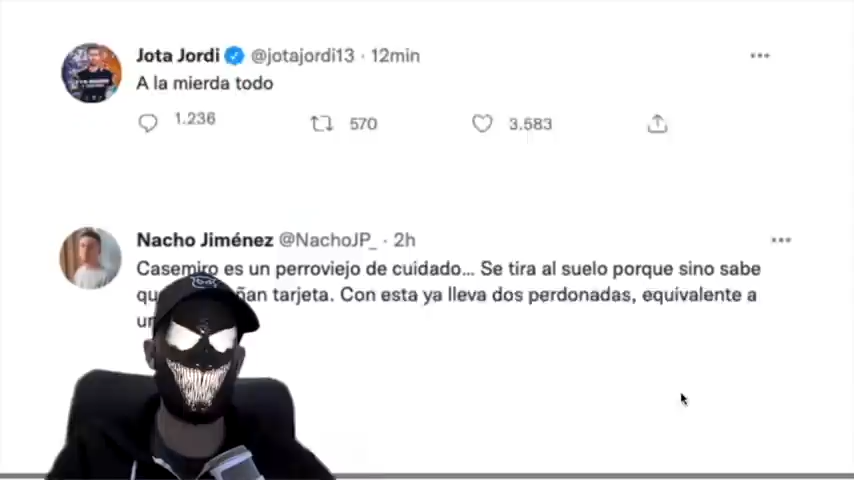 Jota Jordi @jotajordi13 · 12min
A la mierda todo
1.236 570 3.583
Nacho Jiménez @NachoJP_ · 2h
Casemiro es un perroviejo de cuidado... Se tira al suelo porque sino sabe
tarjeta. Con esta ya lleva dos perdonadas, equivalente a